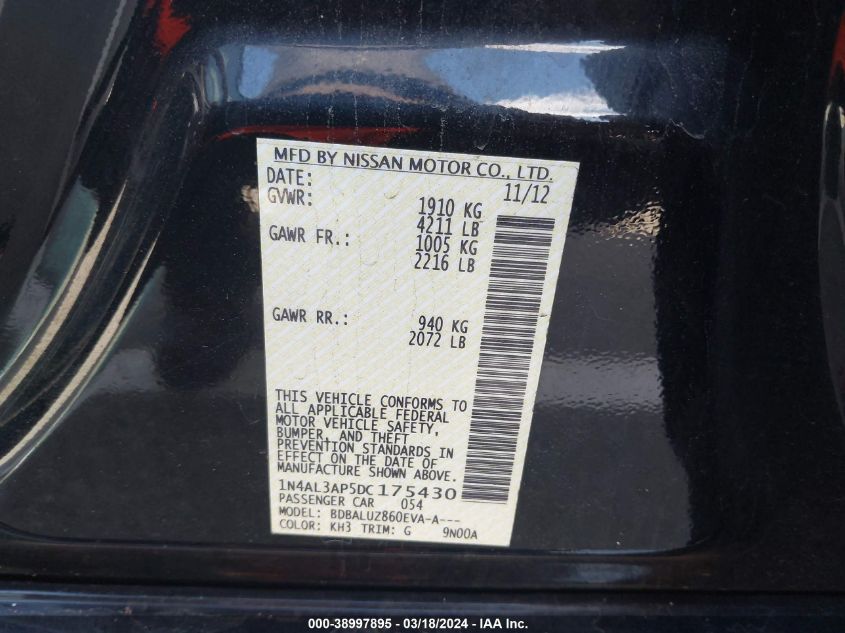 MFD BY NISSAN MOTOR CO., LTD.
DATE: 11/12
GVWR: 1910 KG
4211 LB
GAWR FR.: 1005 KG
2216 LB
GAWR RR.: 940 KG
2072 LB
THIS VEHICLE CONFORMS TO
ALL APPLICABLE FEDERAL
MOTOR VEHICLE SAFETY,
BUMPER, AND THEFT
PREVENTION STANDARDS IN
EFFECT ON THE DATE OF
MANUFACTURE SHOWN ABOVE.
1N4AL3AP5DC175430
PASSENGER CAR 054
MODEL: BDBALUZ860EVA-A---
COLOR: KH3 TRIM: G 9N00A
000-38997895 - 03/18/2024 - IAA Inc.